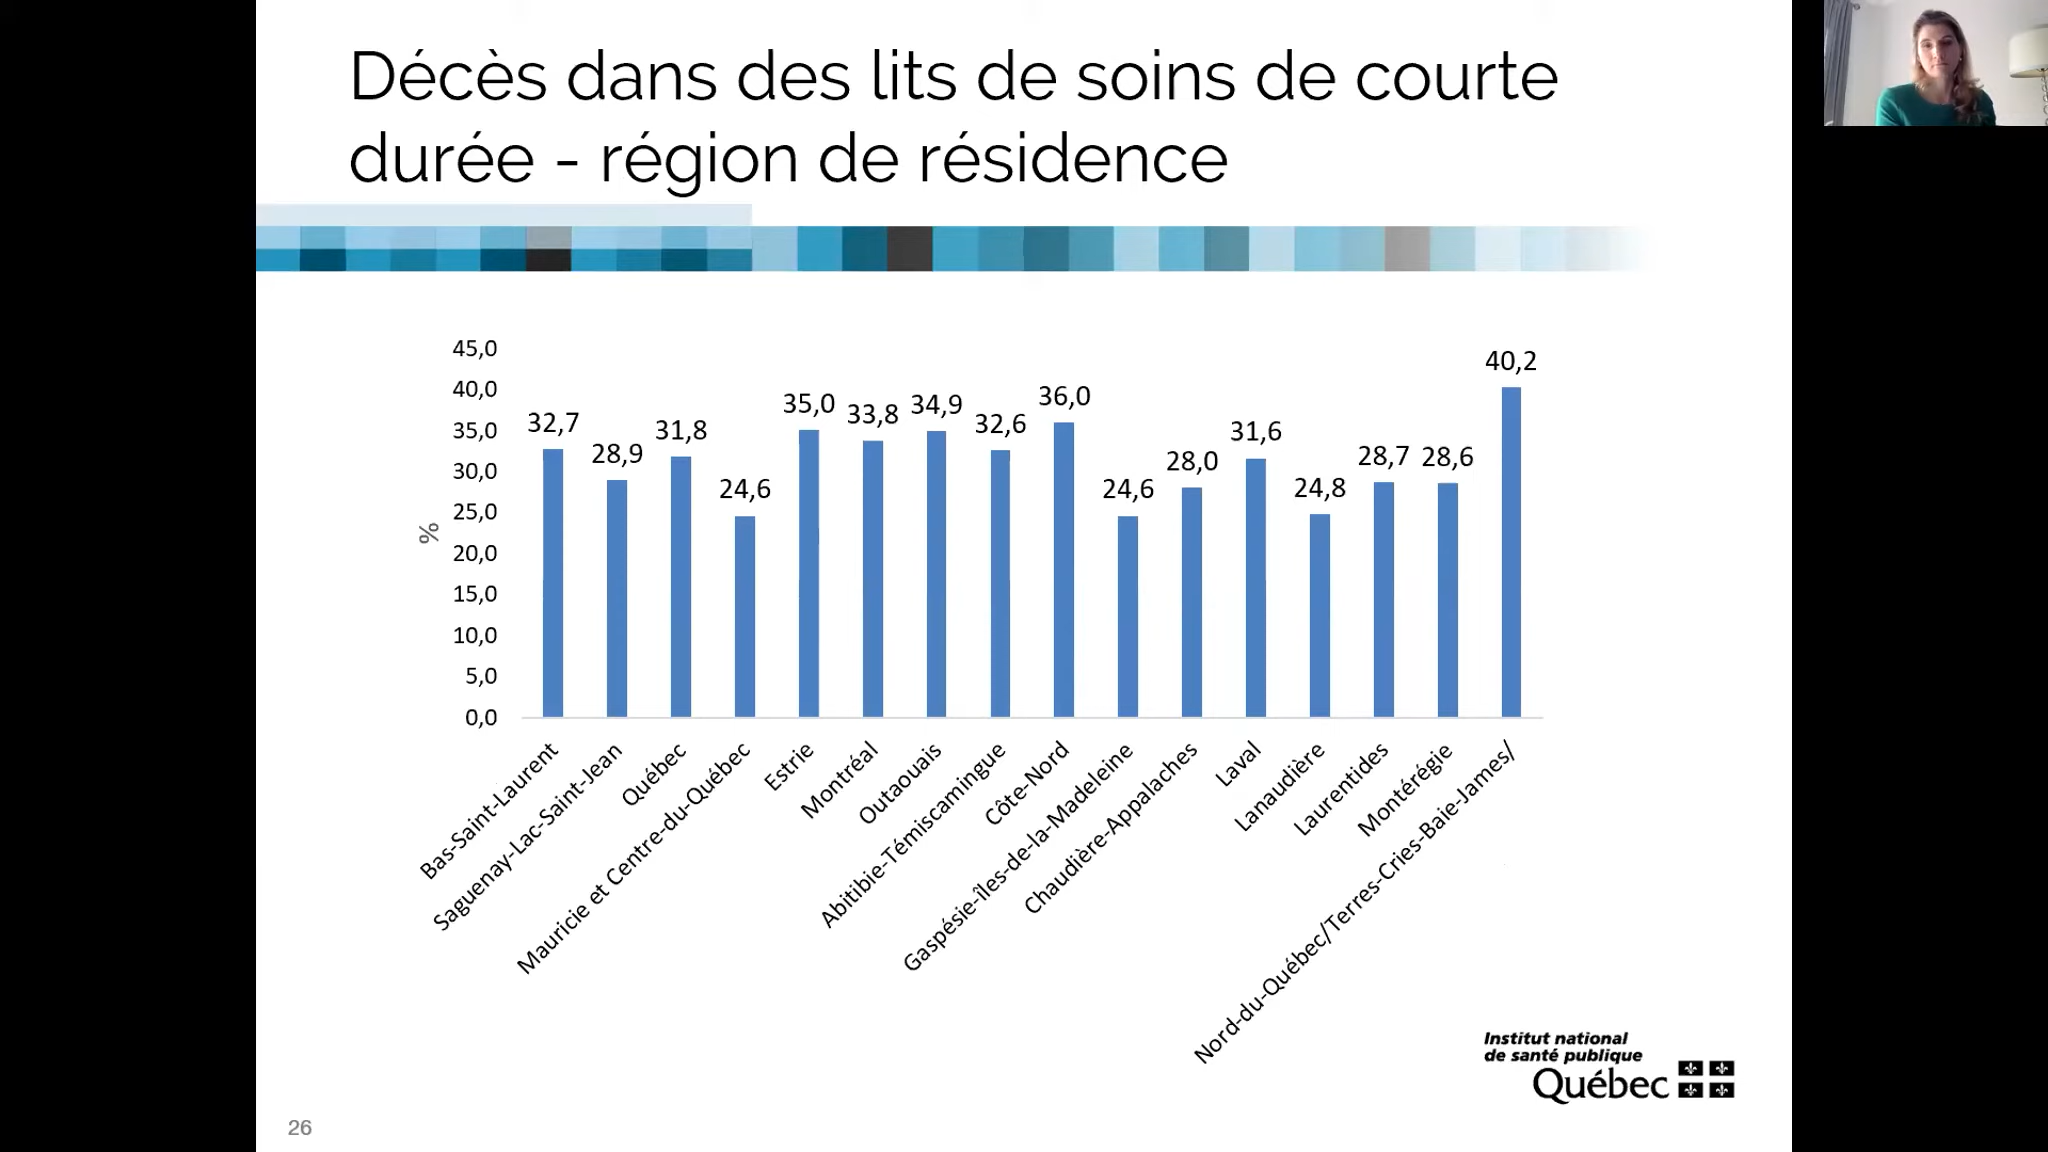 Décès dans des lits de soins de courte
durée - région de résidence
%
45,0
40,0
35,0
30,0
25,0
20,0
15,0
10,0
5,0
0,0
32,7
28,9
31,8
24,6
35,0
33,8
34,9
32,6
36,0
24,6
28,0
31,6
24,8
28,7
28,6
40,2
Bas-Saint-Laurent
Saguenay-Lac-Saint-Jean
Québec
Mauricie et Centre-du-Québec
Estrie
Montréal
Outaouais
Abitibie-Témiscamingue
Côte-Nord
Gaspésie-îles-de-la-Madeleine
Chaudière-Appalaches
Laval
Lanaudière
Laurentides
Montérégie
Nord-du-Québec/Terres-Cries-Baie-James/
Institut national
de santé publique
Québec
26